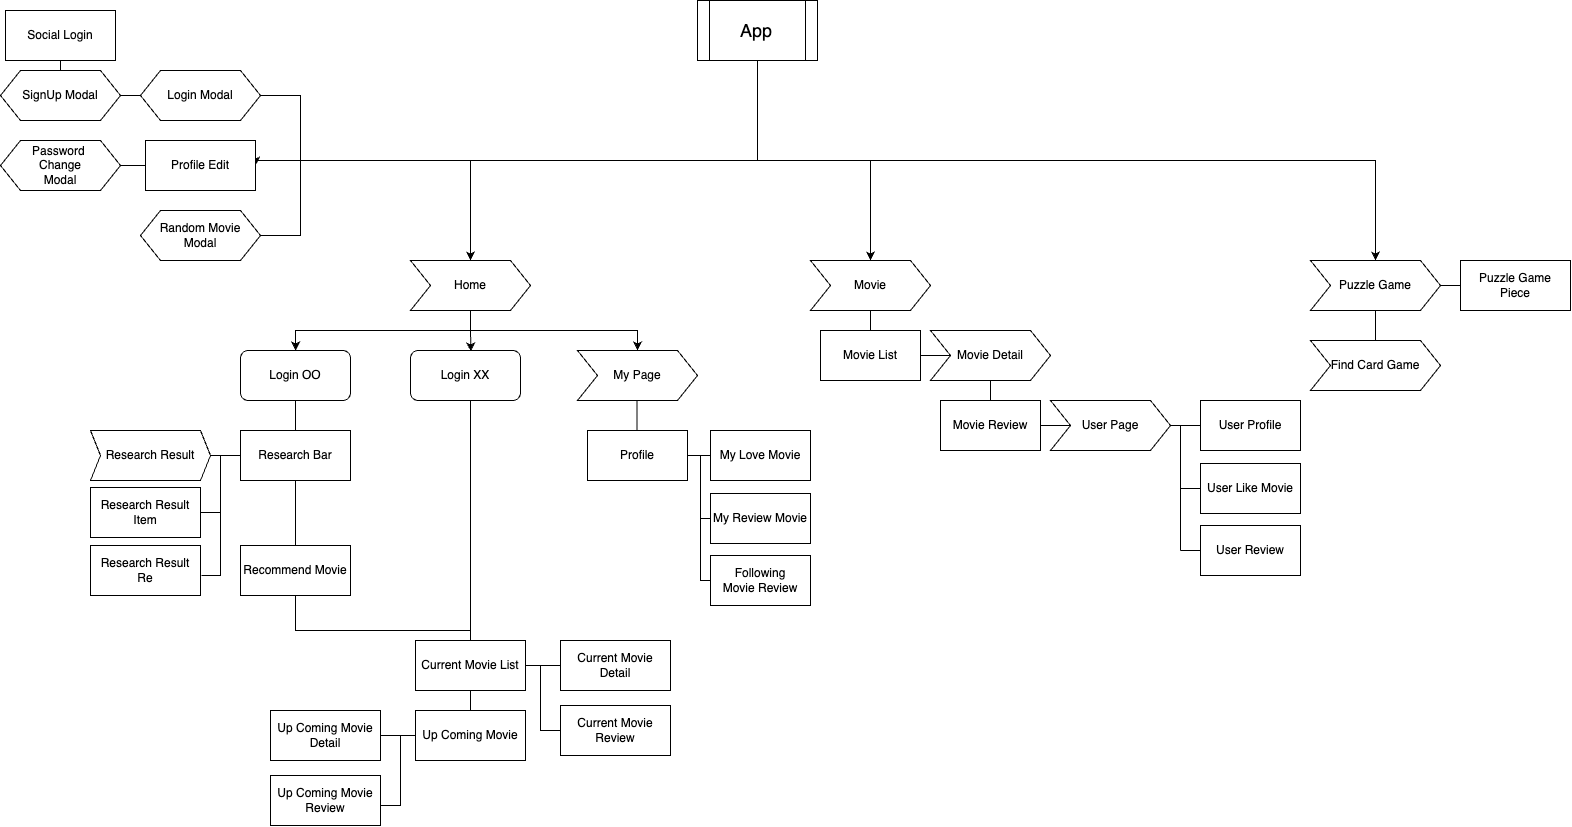 App
Social Login
SignUp Modal
Login Modal
Password
Change
Modal
Profile Edit
Random Movie
Modal
Home
Movie
Puzzle Game
Puzzle Game
Piece
Login OO
Login XX
My Page
Movie List
Movie Detail
Find Card Game
Research Result
Research Bar
Profile
My Love Movie
Movie Review
User Page
User Profile
Research Result
Item
My Review Movie
User Like Movie
Research Result
Re
Recommend Movie
Following
Movie Review
User Review
Current Movie List
Current Movie
Detail
Up Coming Movie
Detail
Up Coming Movie
Current Movie
Review
Up Coming Movie
Review